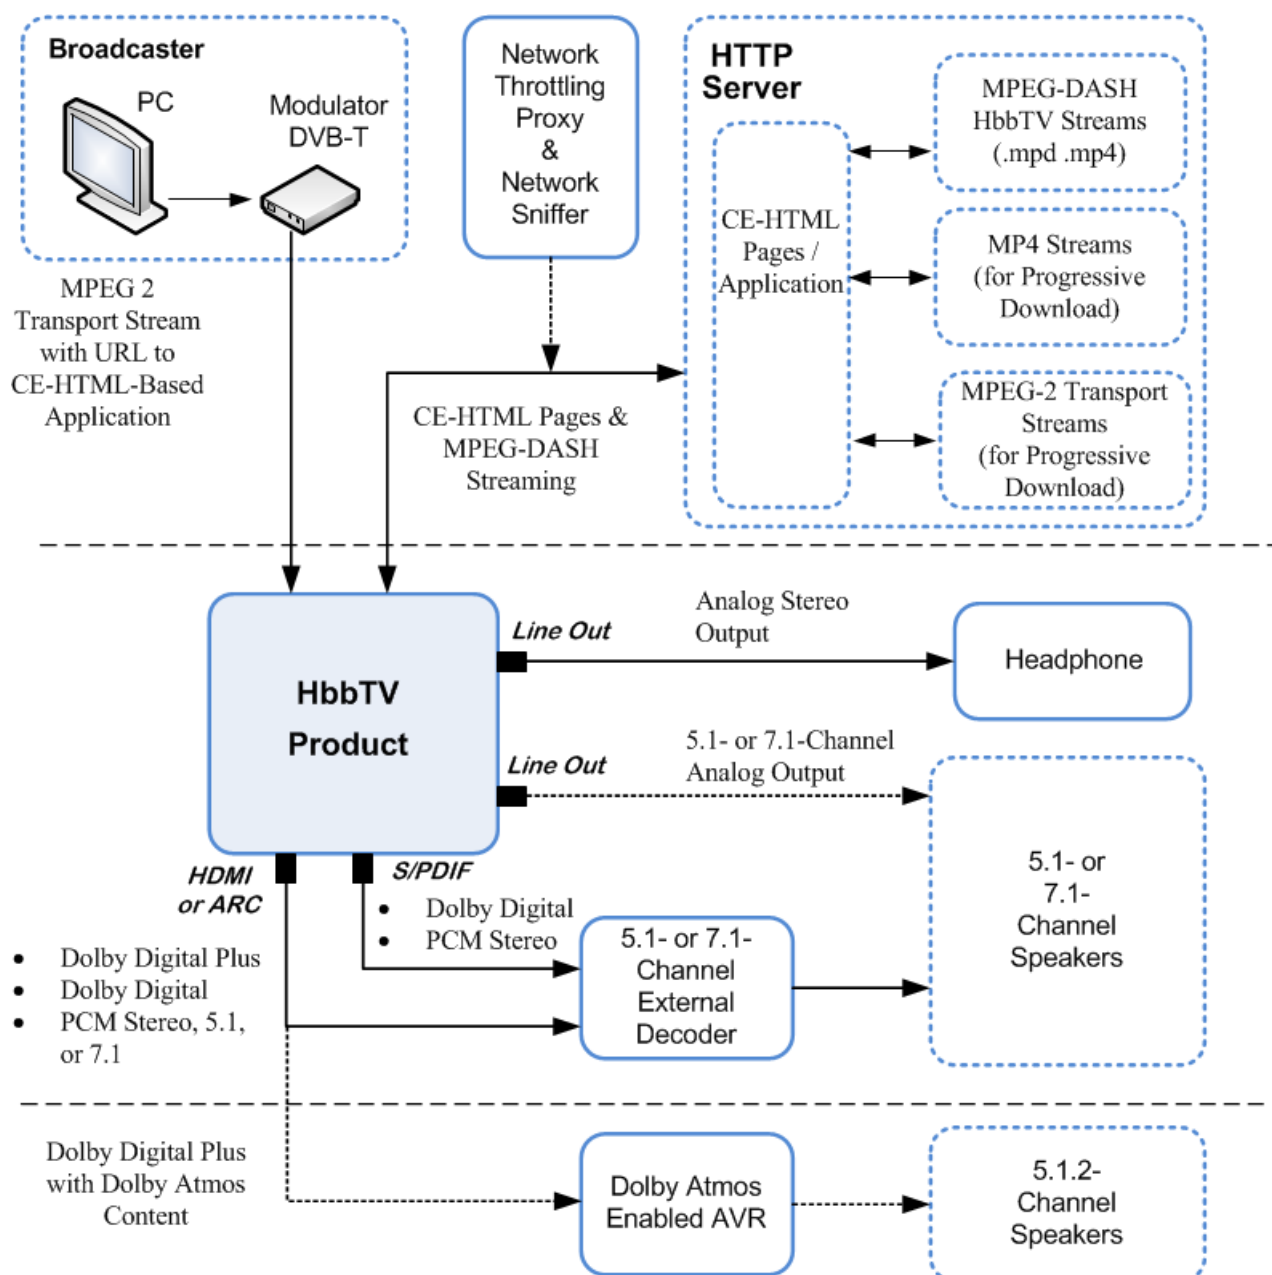 Broadcaster
PC
Modulator
DVB-T
MPEG 2
Transport Stream
with URL to
CE-HTML-Based
Application
Network
Throttling
Proxy
&
Network
Sniffer
CE-HTML Pages &
MPEG-DASH
Streaming
HTTP
Server
CE-HTML
Pages /
Application
MPEG-DASH
HbbTV Streams
(.mpd .mp4)
MP4 Streams
(for Progressive
Download)
MPEG-2 Transport
Streams
(for Progressive
Download)
HbbTV
Product
Line Out
Analog Stereo
Output
Headphone
Line Out
5.1- or 7.1-Channel
Analog Output
5.1- or
7.1-
Channel
Speakers
HDMI
or ARC
S/PDIF
• Dolby Digital
• PCM Stereo
• Dolby Digital Plus
• Dolby Digital
• PCM Stereo, 5.1,
or 7.1
5.1- or 7.1-
Channel
External
Decoder
Dolby Digital Plus
with Dolby Atmos
Content
Dolby Atmos
Enabled AVR
5.1.2-
Channel
Speakers